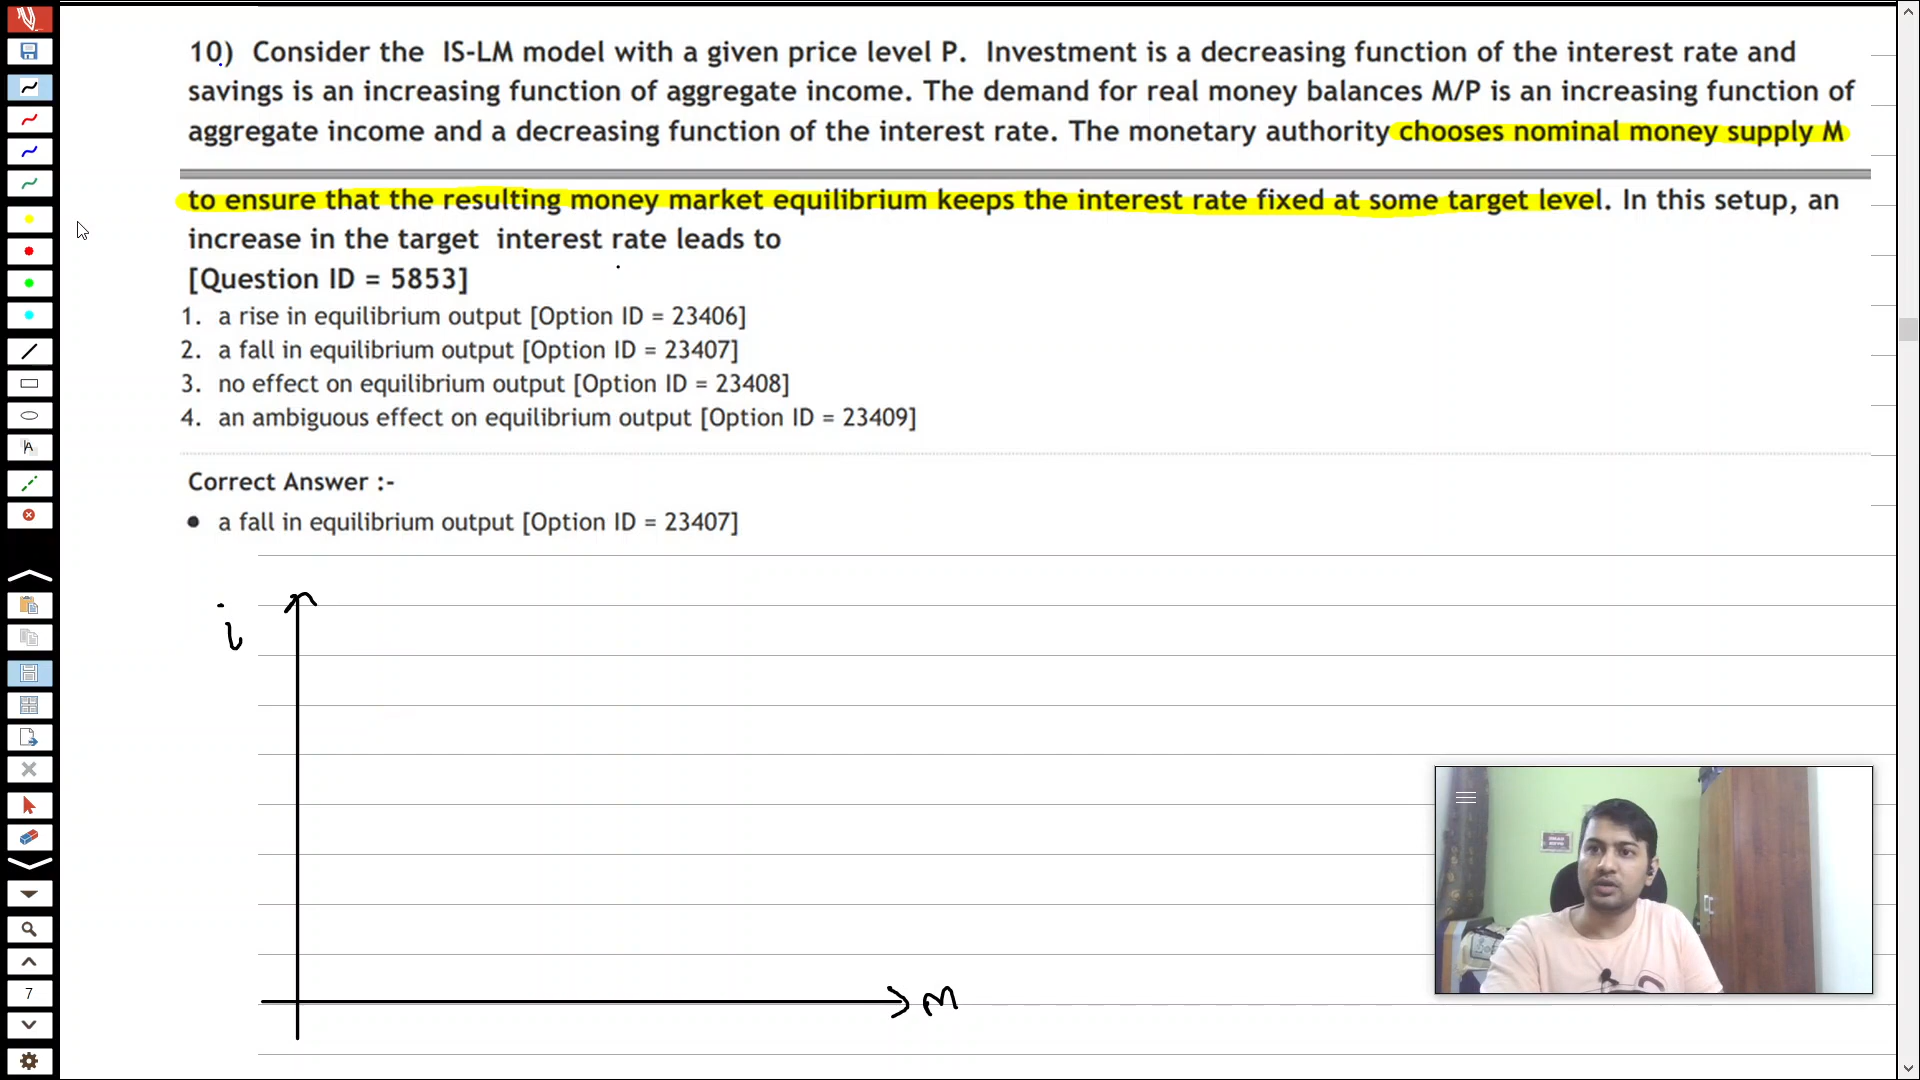 10) Consider the IS-LM model with a given price level P. Investment is a decreasing function of the interest rate and
savings is an increasing function of aggregate income. The demand for real money balances M/P is an increasing function of
aggregate income and a decreasing function of the interest rate. The monetary authority chooses nominal money supply M
to ensure that the resulting money market equilibrium keeps the interest rate fixed at some target level. In this setup, an
increase in the target interest rate leads to
[Question ID = 5853]
1. a rise in equilibrium output [Option ID = 23406]
2. a fall in equilibrium output [Option ID = 23407]
3. no effect on equilibrium output [Option ID = 23408]
4. an ambiguous effect on equilibrium output [Option ID = 23409]
Correct Answer :-
• a fall in equilibrium output [Option ID = 23407]
i
M
7